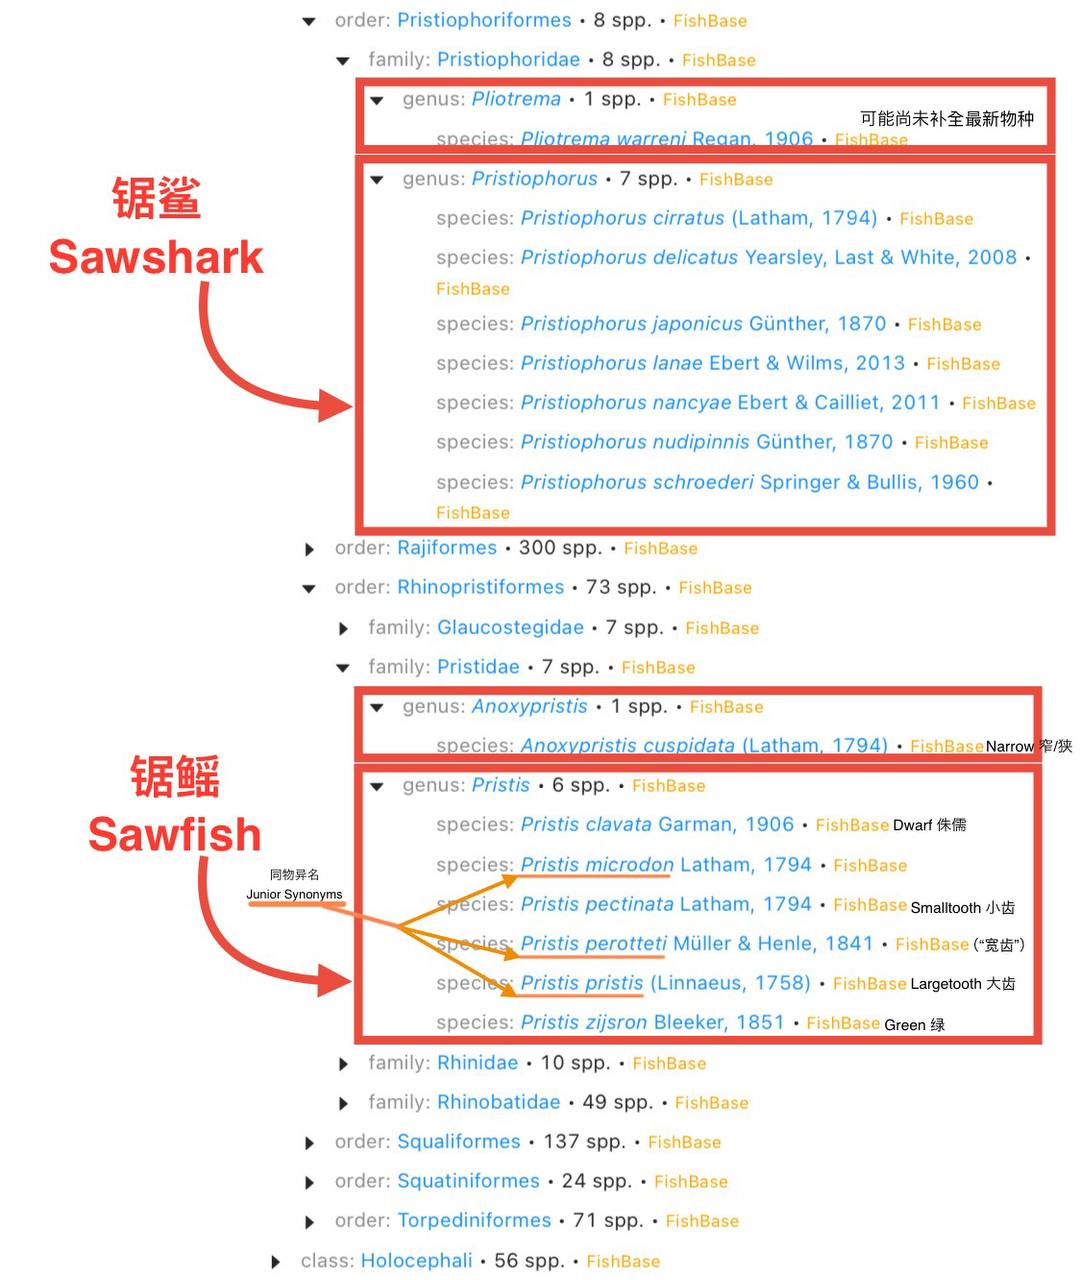 order: Pristiophoriformes • 8 spp. • FishBase
family: Pristiophoridae • 8 spp. • FishBase
genus: Pliotrema • 1 spp. • FishBase
可能尚未补全最新物种
species: Pliotrema warreni Regan, 1906 • FishBase
genus: Pristiophorus • 7 spp. • FishBase
锯鲨
Sawshark
species: Pristiophorus cirratus (Latham, 1794) • FishBase
species: Pristiophorus delicatus Yearsley, Last & White, 2008 •
FishBase
species: Pristiophorus japonicus Günther, 1870 • FishBase
species: Pristiophorus lanae Ebert & Wilms, 2013 • FishBase
species: Pristiophorus nancyae Ebert & Cailliet, 2011 • FishBase
species: Pristiophorus nudipinnis Günther, 1870 • FishBase
species: Pristiophorus schroederi Springer & Bullis, 1960 •
FishBase
order: Rajiformes • 300 spp. • FishBase
order: Rhinopristiformes • 73 spp. • FishBase
family: Glaucostegidae • 7 spp. • FishBase
family: Pristidae • 7 spp. • FishBase
genus: Anoxypristis • 1 spp. • FishBase
species: Anoxypristis cuspidata (Latham, 1794) • FishBase Narrow 窄/狭
锯鳐
Sawfish
genus: Pristis • 6 spp. • FishBase
species: Pristis clavata Garman, 1906 • FishBase Dwarf 侏儒
同物异名
Junior Synonyms
species: Pristis microdon Latham, 1794 • FishBase
species: Pristis pectinata Latham, 1794 • FishBase Smalltooth 小齿
species: Pristis perotteti Müller & Henle, 1841 • FishBase (“宽齿”)
species: Pristis pristis (Linnaeus, 1758) • FishBase Largetooth 大齿
species: Pristis zijsron Bleeker, 1851 • FishBase Green 绿
family: Rhinidae • 10 spp. • FishBase
family: Rhinobatidae • 49 spp. • FishBase
order: Squaliformes • 137 spp. • FishBase
order: Squatiniformes • 24 spp. • FishBase
order: Torpediniformes • 71 spp. • FishBase
class: Holocephali • 56 spp. • FishBase